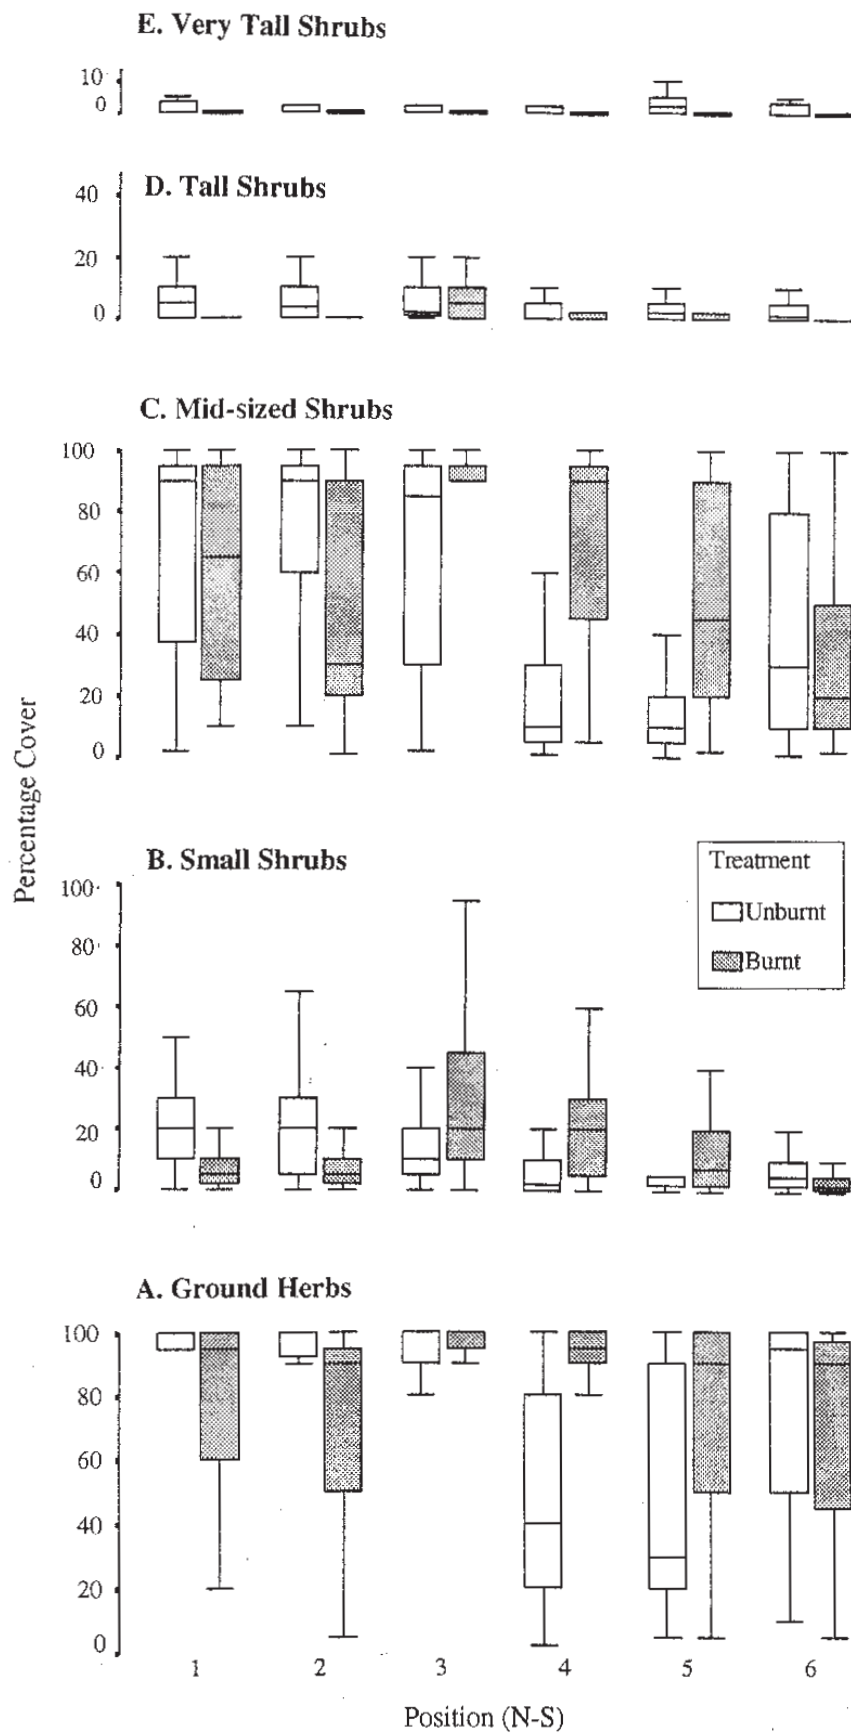 E. Very Tall Shrubs
10
0
D. Tall Shrubs
40
20
0
C. Mid-sized Shrubs
100
80
60
40
20
0
Percentage Cover
B. Small Shrubs
Treatment
Unburnt
Burnt
100
80
60
40
20
0
A. Ground Herbs
100
80
60
40
20
0
1 2 3 4 5 6
Position (N-S)